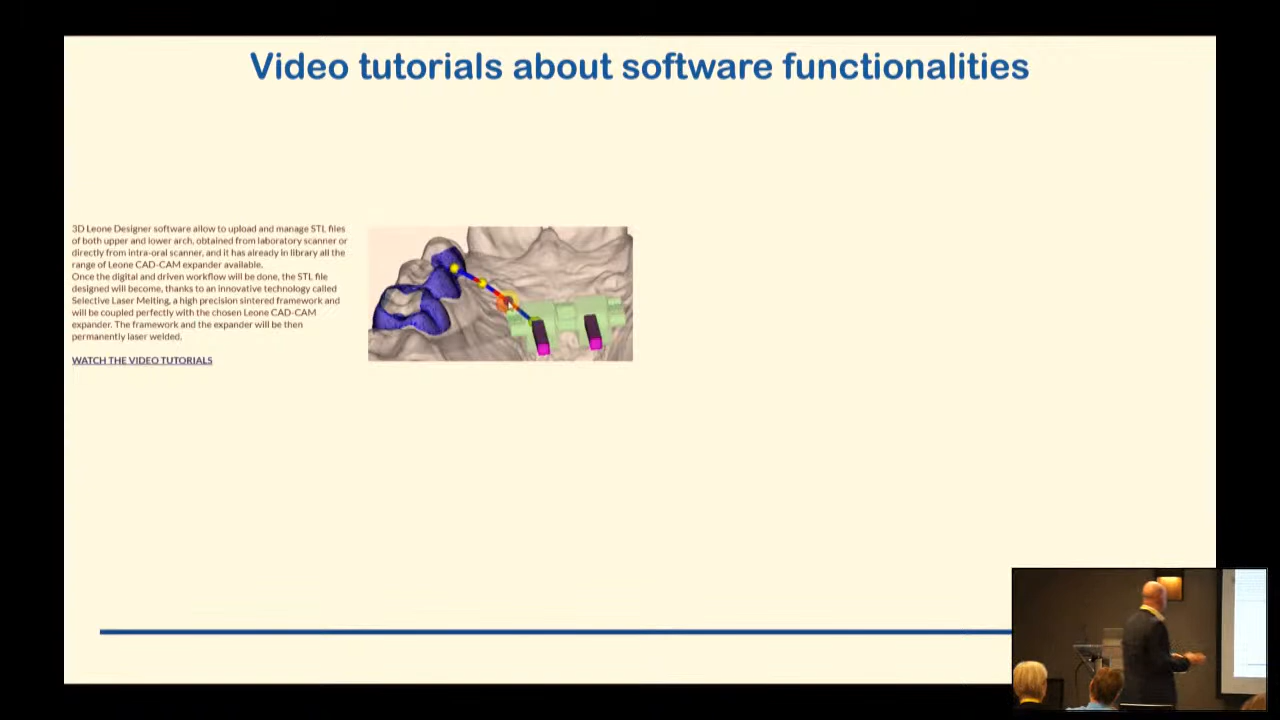 Video tutorials about software functionalities
3D Leone Designer software allow to upload and manage STL files
of both upper and lower arch, obtained from laboratory scanner or
directly from intra-oral scanner, and it has already in library all the
range of Leone CAD-CAM expander available.
Once the digital and driven workflow will be done, the STL file
designed will become, thanks to an innovative technology called
Selective Laser Melting, a high precision sintered framework and
will be coupled perfectly with the chosen Leone CAD-CAM
expander. The framework and the expander will be then
permanently laser welded.
WATCH THE VIDEO TUTORIALS